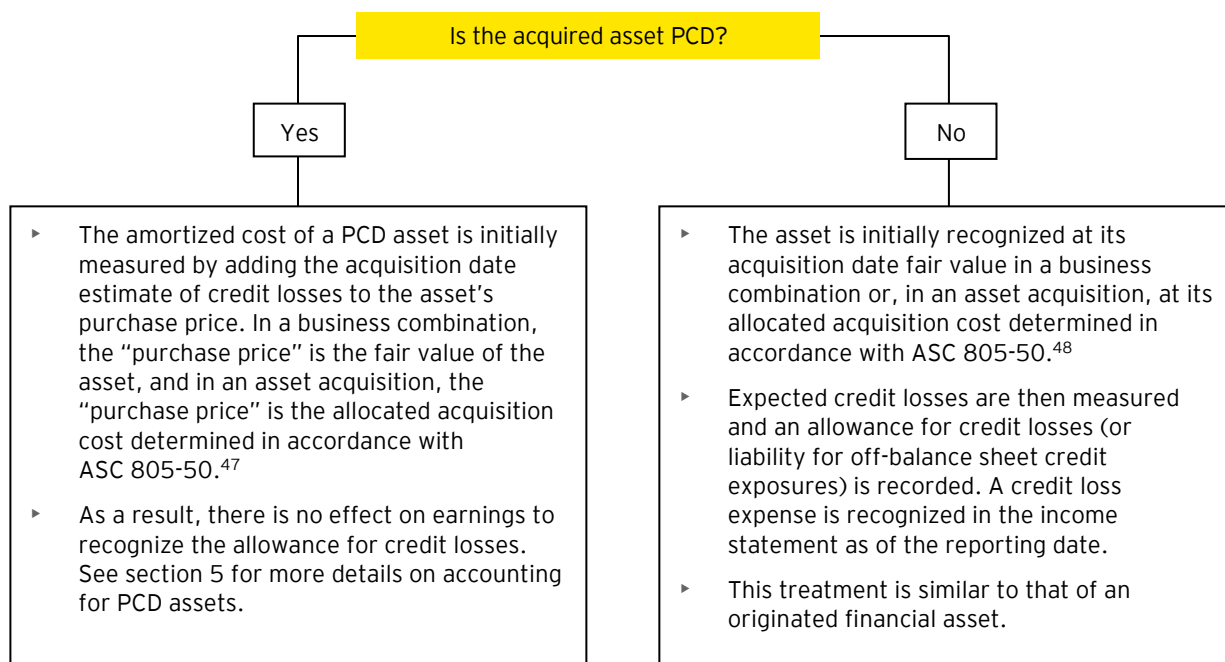 Is the acquired asset PCD?
Yes
No
▸ The amortized cost of a PCD asset is initially
measured by adding the acquisition date
estimate of credit losses to the asset's
purchase price. In a business combination,
the “purchase price” is the fair value of the
asset, and in an asset acquisition, the
“purchase price” is the allocated acquisition
cost determined in accordance with
ASC 805-50.47
▸ As a result, there is no effect on earnings to
recognize the allowance for credit losses.
See section 5 for more details on accounting
for PCD assets.
▸ The asset is initially recognized at its
acquisition date fair value in a business
combination or, in an asset acquisition, at its
allocated acquisition cost determined in
accordance with ASC 805-50.48
▸ Expected credit losses are then measured
and an allowance for credit losses (or
liability for off-balance sheet credit
exposures) is recorded. A credit loss
expense is recognized in the income
statement as of the reporting date.
▸ This treatment is similar to that of an
originated financial asset.